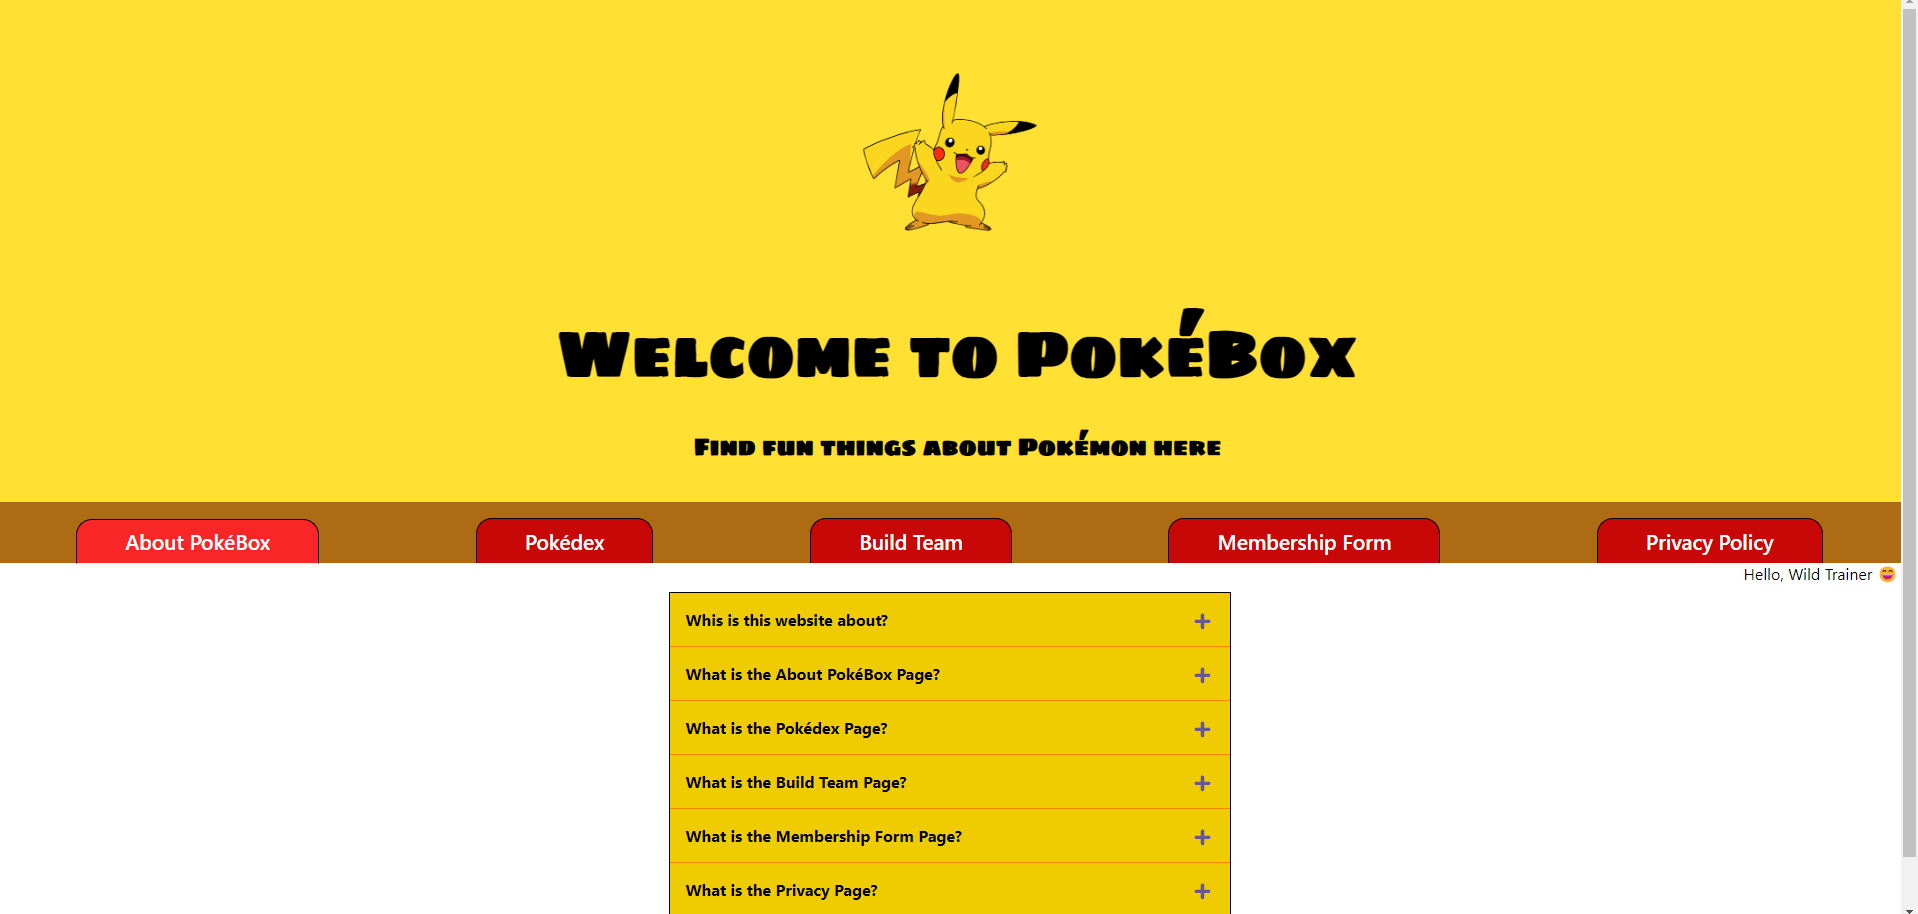 Welcome to PokéBox
Find fun things about Pokémon here
About PokéBox Pokédex Build Team Membership Form Privacy Policy
Hello, Wild Trainer 😄
Whis is this website about?
What is the About PokéBox Page?
What is the Pokédex Page?
What is the Build Team Page?
What is the Membership Form Page?
What is the Privacy Page?